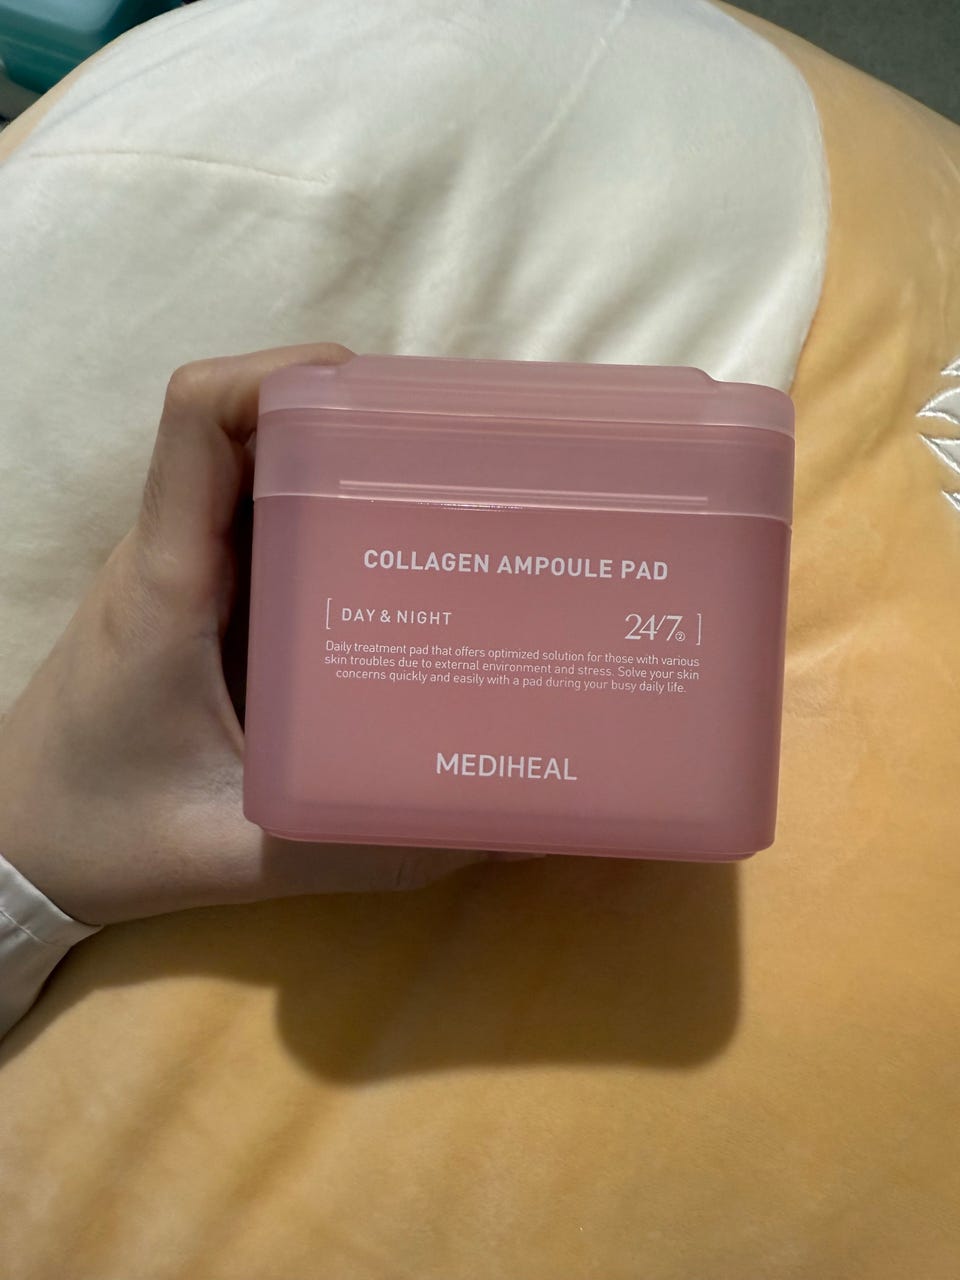 COLLAGEN AMPOULE PAD
[ DAY & NIGHT 24/7② ]
Daily treatment pad that offers optimized solution for those with various
skin troubles due to external environment and stress. Solve your skin
concerns quickly and easily with a pad during your busy daily life.
MEDIHEAL